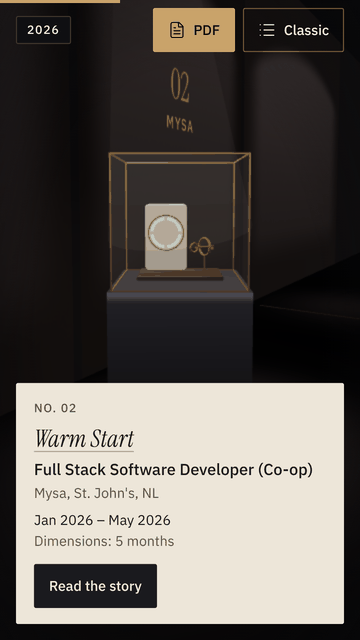 2026
PDF
Classic
02
MYSA
NO. 02
Warm Start
Full Stack Software Developer (Co-op)
Mysa, St. John's, NL
Jan 2026 – May 2026
Dimensions: 5 months
Read the story